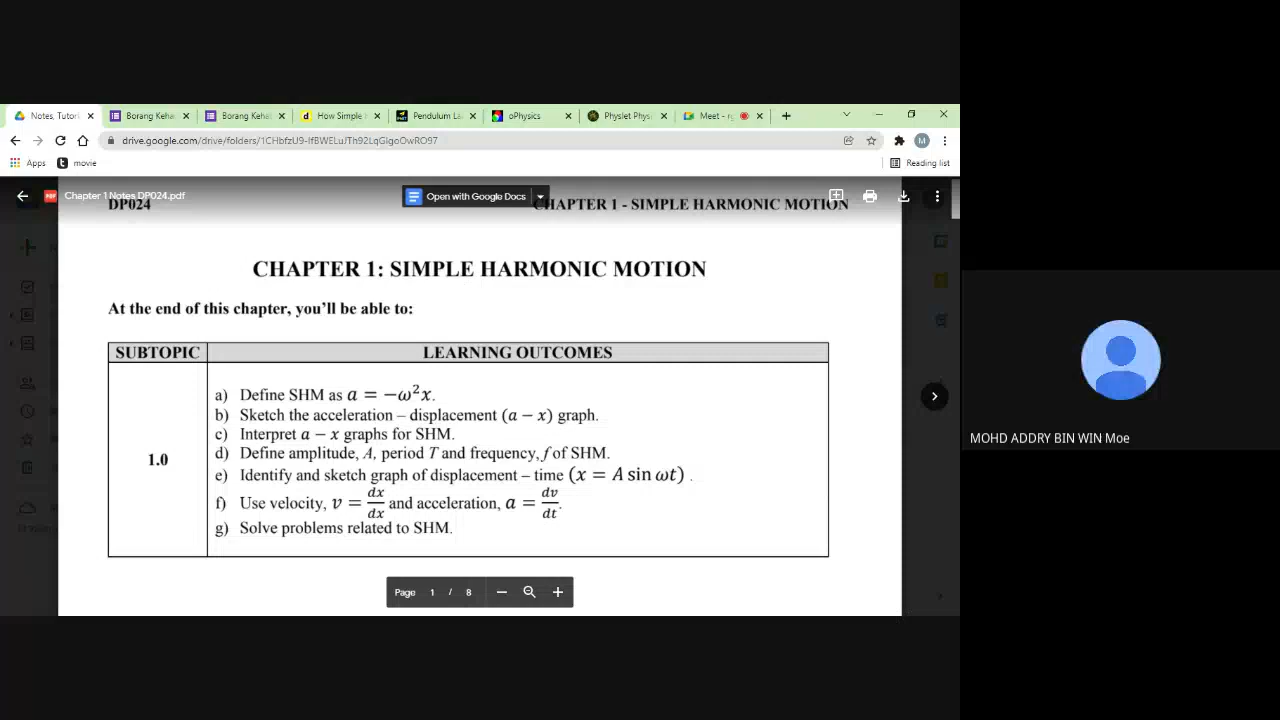 Notes, Tutori
Borang Keha
Borang Kehai
How Simple H
Pendulum La
oPhysics
Physlet Phys
Meet -
drive.google.com/drive/folders/1CHbfzU9-IfBWELuJTh92LqGlgoOwRO97
M
Apps
t
movie
Reading list
PDF
Chapter 1 Notes DP024.pdf
Open with Google Docs
DP024
CHAPTER 1 - SIMPLE HARMONIC MOTION
CHAPTER 1: SIMPLE HARMONIC MOTION
At the end of this chapter, you'll be able to:
SUBTOPIC
LEARNING OUTCOMES
1.0
a) Define SHM as a = −ω²x.
b) Sketch the acceleration – displacement (a − x) graph.
c) Interpret a − x graphs for SHM.
d) Define amplitude, A, period T and frequency, f of SHM.
e) Identify and sketch graph of displacement – time (x = A sin ωt) .
f) Use velocity, v = dx/dx and acceleration, a = dv/dt.
g) Solve problems related to SHM.
Page 1 / 8
MOHD ADDRY BIN WIN Moe